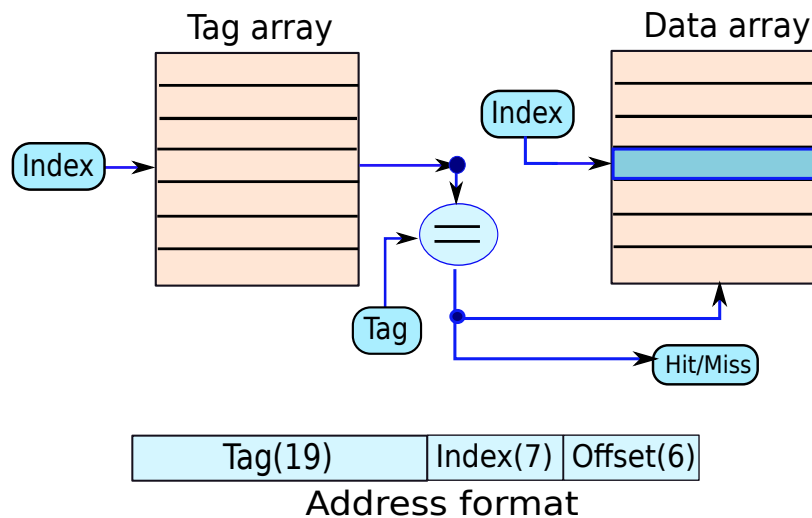 Tag array
Data array
Index
Index
Tag
Hit/Miss
Tag(19)
Index(7)
Offset(6)
Address format